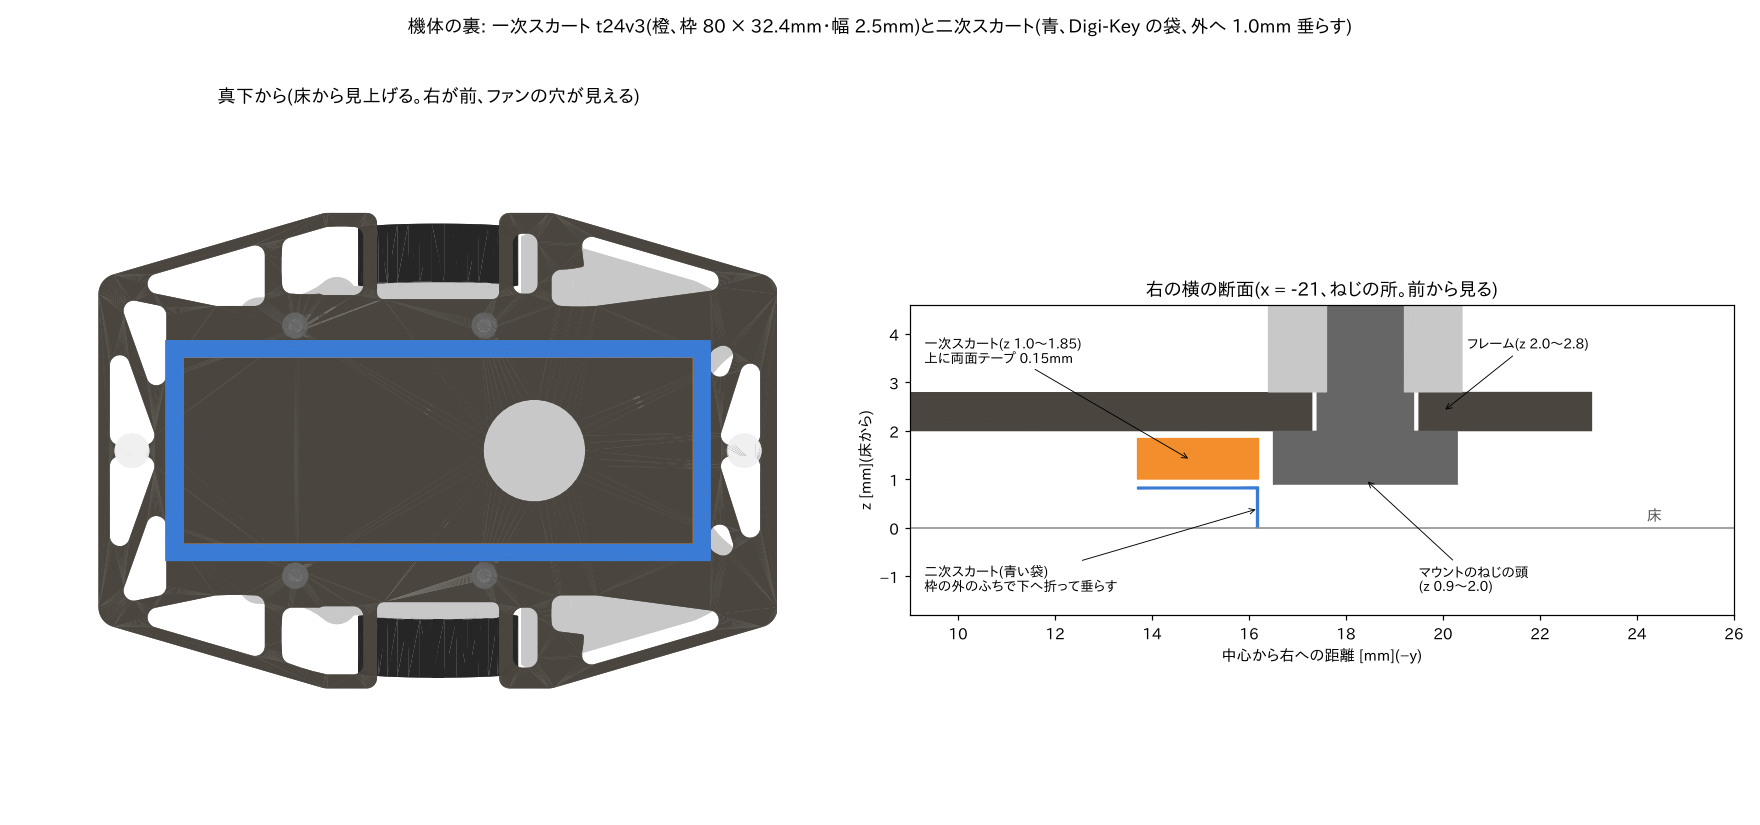 機体の裏: 一次スカート t24v3(橙、枠 80 × 32.4mm・幅 2.5mm)と二次スカート(青、Digi-Key の袋、外へ 1.0mm 垂らす)
真下から(床から見上げる。右が前、ファンの穴が見える)
右の横の断面(x = -21、ねじの所。前から見る)
一次スカート(z 1.0〜1.85)
上に両面テープ 0.15mm
フレーム(z 2.0〜2.8)
床
二次スカート(青い袋)
枠の外のふちで下へ折って垂らす
マウントのねじの頭
(z 0.9〜2.0)
4
3
2
1
0
−1
z [mm](床から)
10 12 14 16 18 20 22 24 26
中心から右への距離 [mm](−y)